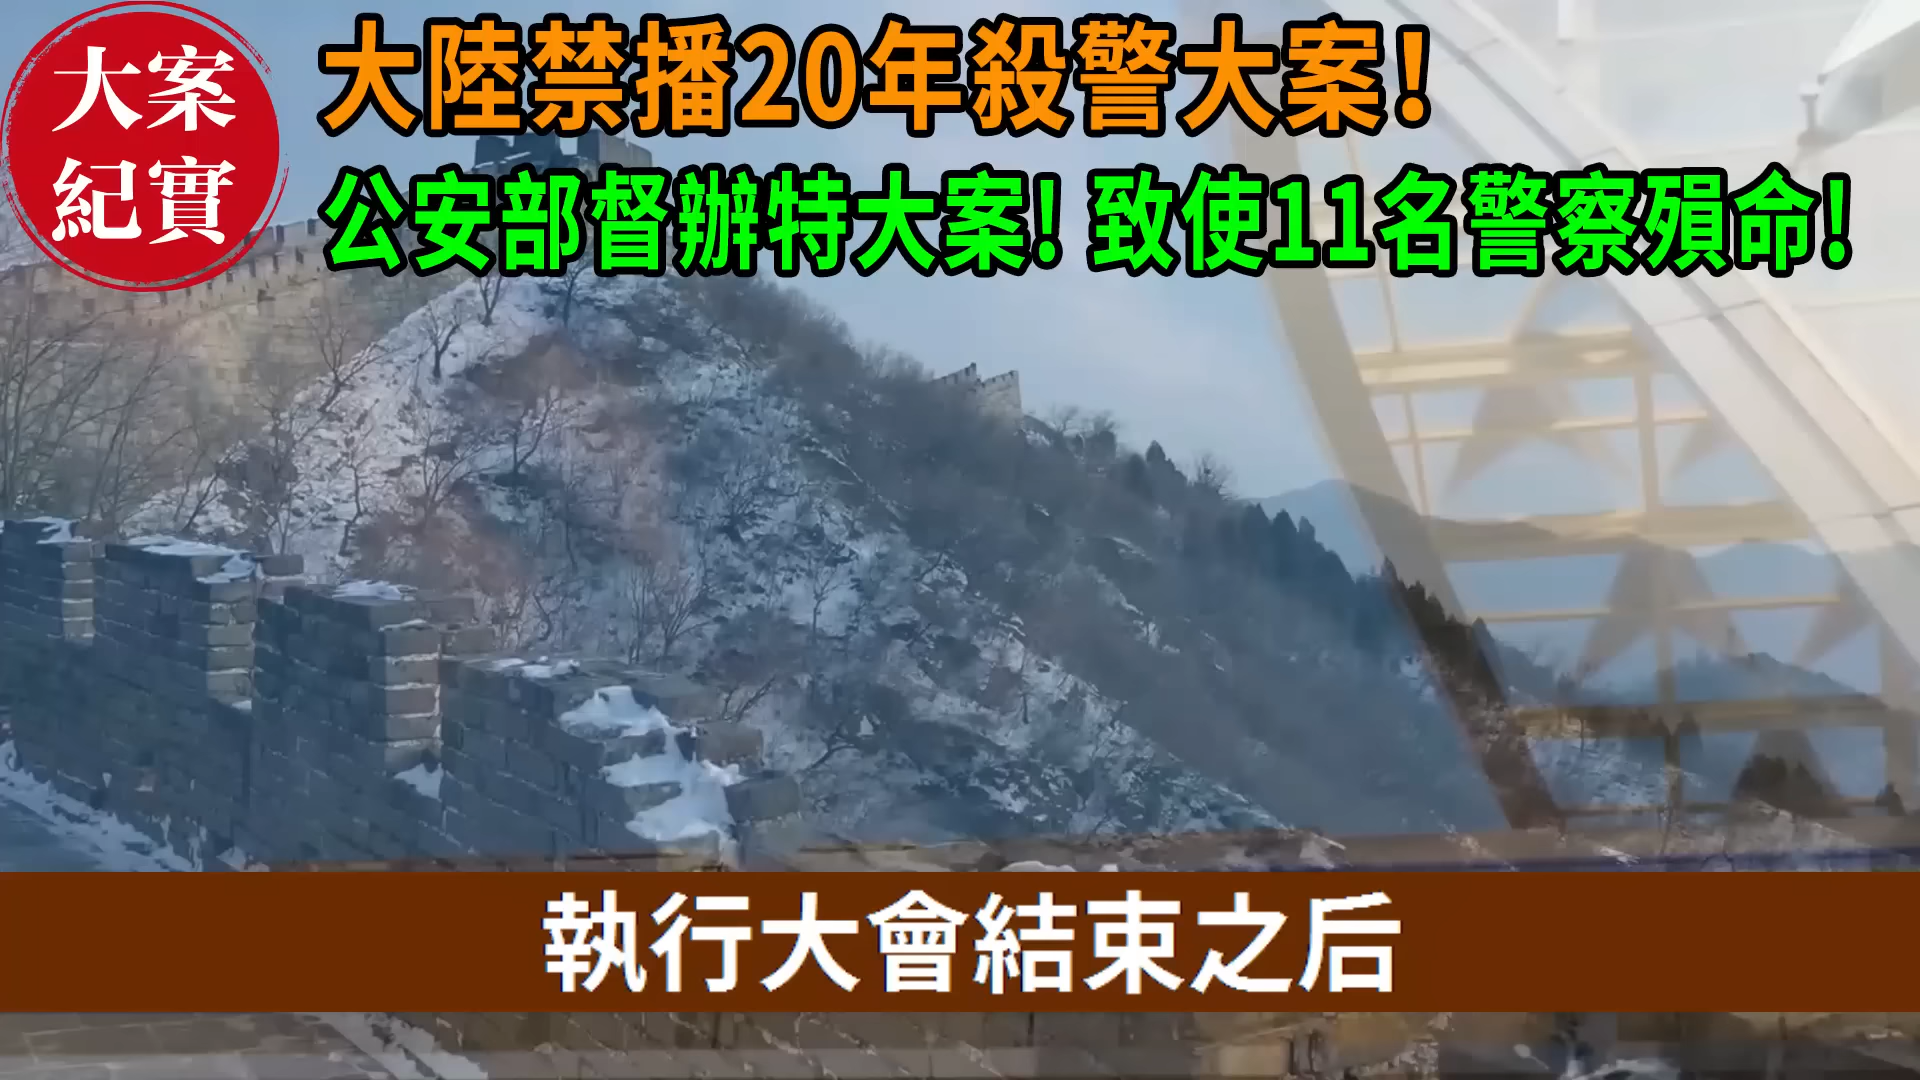 大案
紀實
大陸禁播20年殺警大案!
公安部督辦特大案! 致使11名警察殞命!
執行大會結束之后